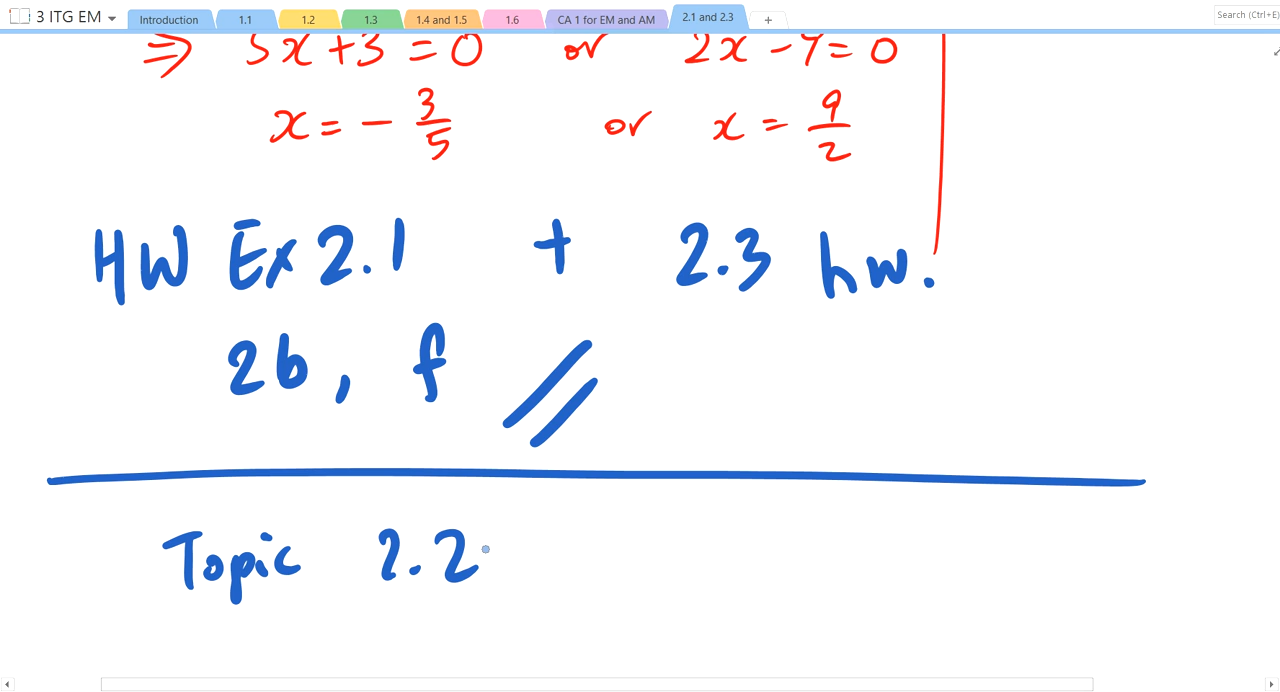 3 ITG EM Introduction 1.1 1.2 1.3 1.4 and 1.5 1.6 CA 1 for EM and AM 2.1 and 2.3 + Search (Ctrl+E)
⇒ 5x+3 = 0 or 2x - 9 = 0
x = - 3/5 or x = 9/2
HW Ex 2.1 + 2.3 hw.
2b, f //
Topic 2.2